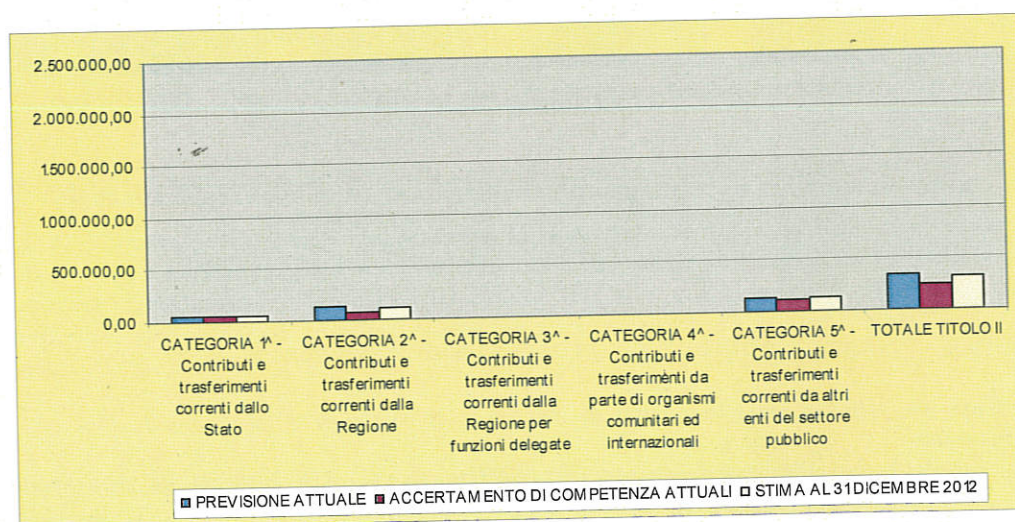 2.500.000,00
2.000.000,00
1.500.000,00
1.000.000,00
500.000,00
0,00
CATEGORIA 1^ -
Contributi e
trasferimenti
correnti dallo
Stato
CATEGORIA 2^ -
Contributi e
trasferimenti
correnti dalla
Regione
CATEGORIA 3^ -
Contributi e
trasferimenti
correnti dalla
Regione per
funzioni delegate
CATEGORIA 4^ -
Contributi e
trasferimenti da
parte di organismi
comunitari ed
internazionali
CATEGORIA 5^ -
Contributi e
trasferimenti
correnti da altri
enti del settore
pubblico
TOTALE TITOLO II
PREVISIONE ATTUALE ACCERTAMENTO DI COMPETENZA ATTUALI STIMA AL 31 DICEMBRE 2012